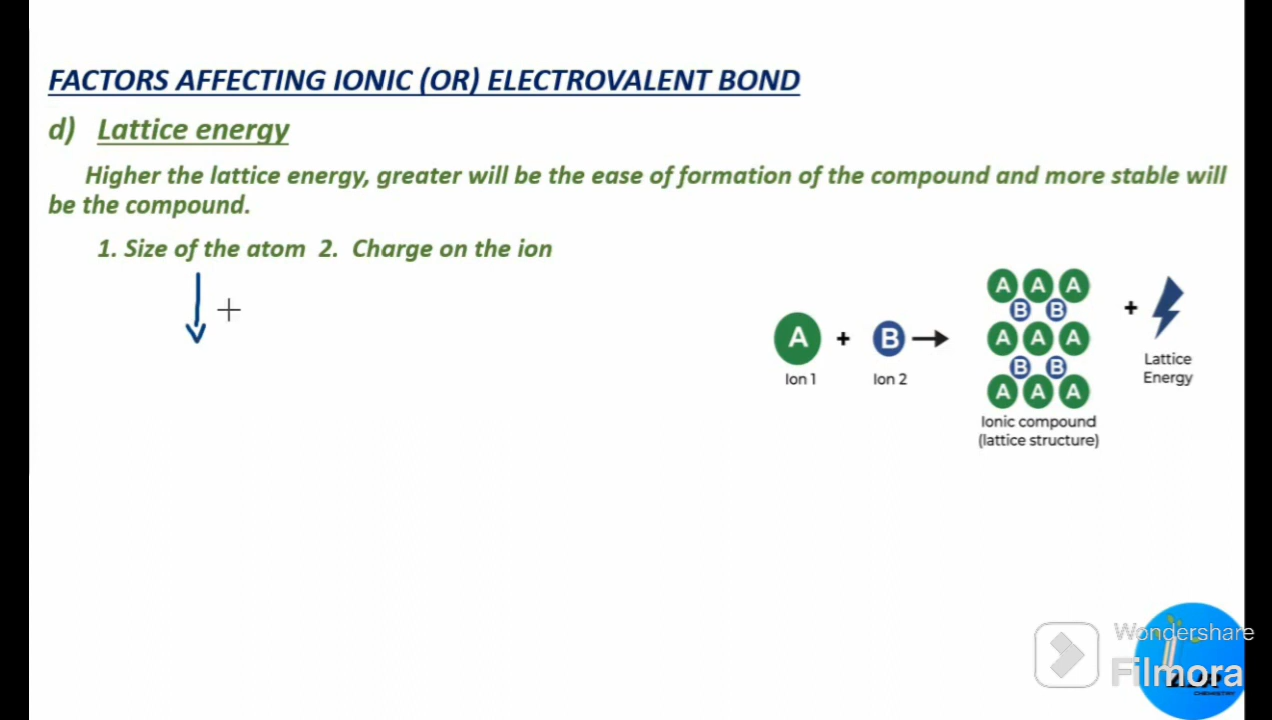 FACTORS AFFECTING IONIC (OR) ELECTROVALENT BOND
d) Lattice energy
Higher the lattice energy, greater will be the ease of formation of the compound and more stable will
be the compound.
1. Size of the atom 2. Charge on the ion
A A A
B B
A + B A A A +
B B
A A A
Ion 1 Ion 2
Lattice
Energy
Ionic compound
(lattice structure)
Wondershare
Filmora
CHEMISTRY